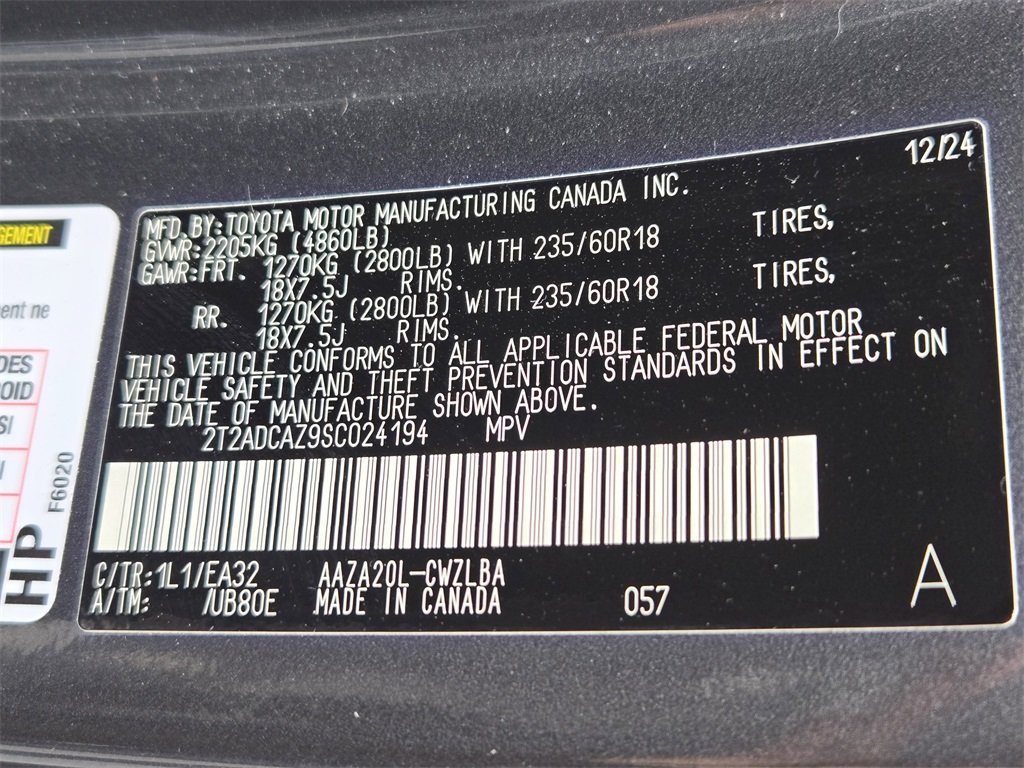 12/24
MFD.BY:TOYOTA MOTOR MANUFACTURING CANADA INC.
GVWR:2205KG (4860LB)
GAWR:FRT. 1270KG (2800LB) WITH 235/60R18 TIRES,
18X7.5J RIMS.
RR. 1270KG (2800LB) WITH 235/60R18 TIRES,
18X7.5J RIMS.
THIS VEHICLE CONFORMS TO ALL APPLICABLE FEDERAL MOTOR
VEHICLE SAFETY AND THEFT PREVENTION STANDARDS IN EFFECT ON
THE DATE OF MANUFACTURE SHOWN ABOVE.
2T2ADCAZ9SC024194 MPV
C/TR:1L1/EA32 AAZA20L-CWZLBA
A/TM: /UB80E MADE IN CANADA 057 A
F6020
HP